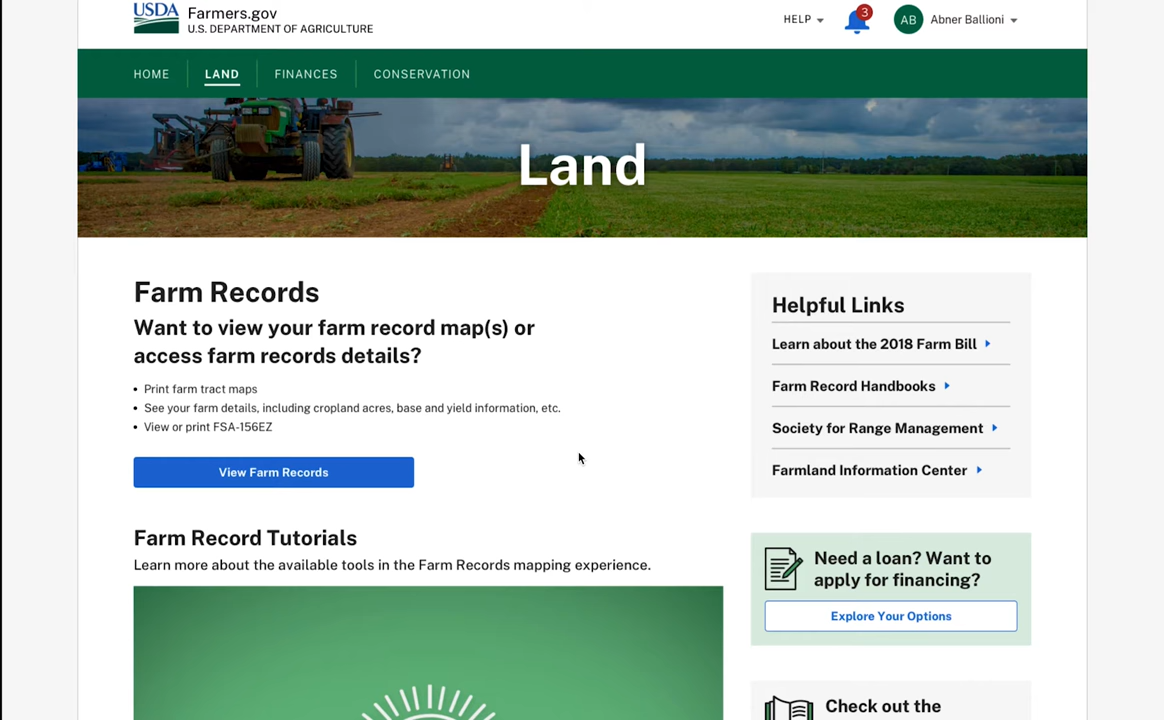 USDA
Farmers.gov
U.S. DEPARTMENT OF AGRICULTURE
HELP
3
AB
Abner Ballioni
HOME
LAND
FINANCES
CONSERVATION
Land
Farm Records
Want to view your farm record map(s) or
access farm records details?
• Print farm tract maps
• See your farm details, including cropland acres, base and yield information, etc.
• View or print FSA-156EZ
View Farm Records
Farm Record Tutorials
Learn more about the available tools in the Farm Records mapping experience.
Helpful Links
Learn about the 2018 Farm Bill
Farm Record Handbooks
Society for Range Management
Farmland Information Center
Need a loan? Want to
apply for financing?
Explore Your Options
Check out the